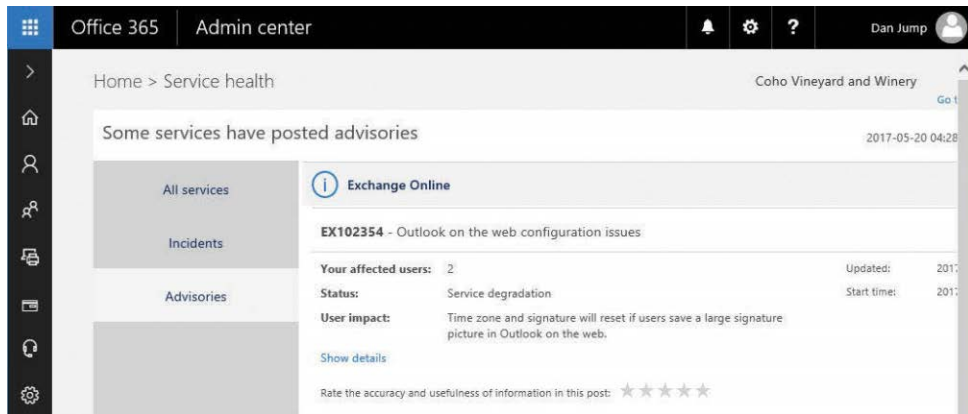 Office 365 Admin center ? Dan Jump
Home > Service health
Coho Vineyard and Winery
Go t
Some services have posted advisories
2017-05-20 04:28
All services
Incidents
Advisories
i Exchange Online
EX102354 - Outlook on the web configuration issues
Your affected users: 2
Updated: 2017
Status: Service degradation
Start time: 2017
User impact: Time zone and signature will reset if users save a large signature
picture in Outlook on the web.
Show details
Rate the accuracy and usefulness of information in this post: